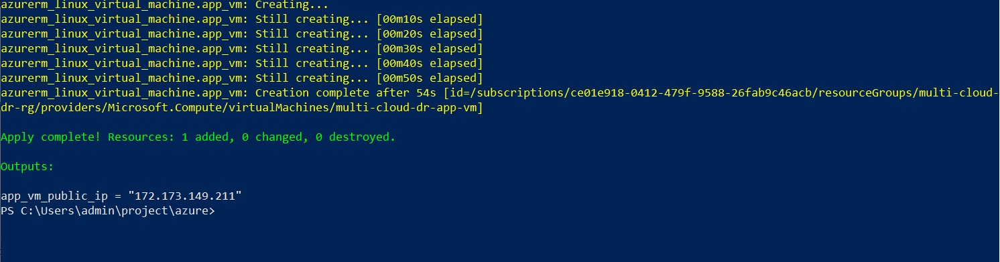 azurerm_linux_virtual_machine.app_vm: Creating...
azurerm_linux_virtual_machine.app_vm: Still creating... [00m10s elapsed]
azurerm_linux_virtual_machine.app_vm: Still creating... [00m20s elapsed]
azurerm_linux_virtual_machine.app_vm: Still creating... [00m30s elapsed]
azurerm_linux_virtual_machine.app_vm: Still creating... [00m40s elapsed]
azurerm_linux_virtual_machine.app_vm: Still creating... [00m50s elapsed]
azurerm_linux_virtual_machine.app_vm: Creation complete after 54s [id=/subscriptions/ce01e918-0412-479f-9588-26fab9c46acb/resourceGroups/multi-cloud-
dr-rg/providers/Microsoft.Compute/virtualMachines/multi-cloud-dr-app-vm]
Apply complete! Resources: 1 added, 0 changed, 0 destroyed.
Outputs:
app_vm_public_ip = "172.173.149.211"
PS C:\Users\admin\project\azure>